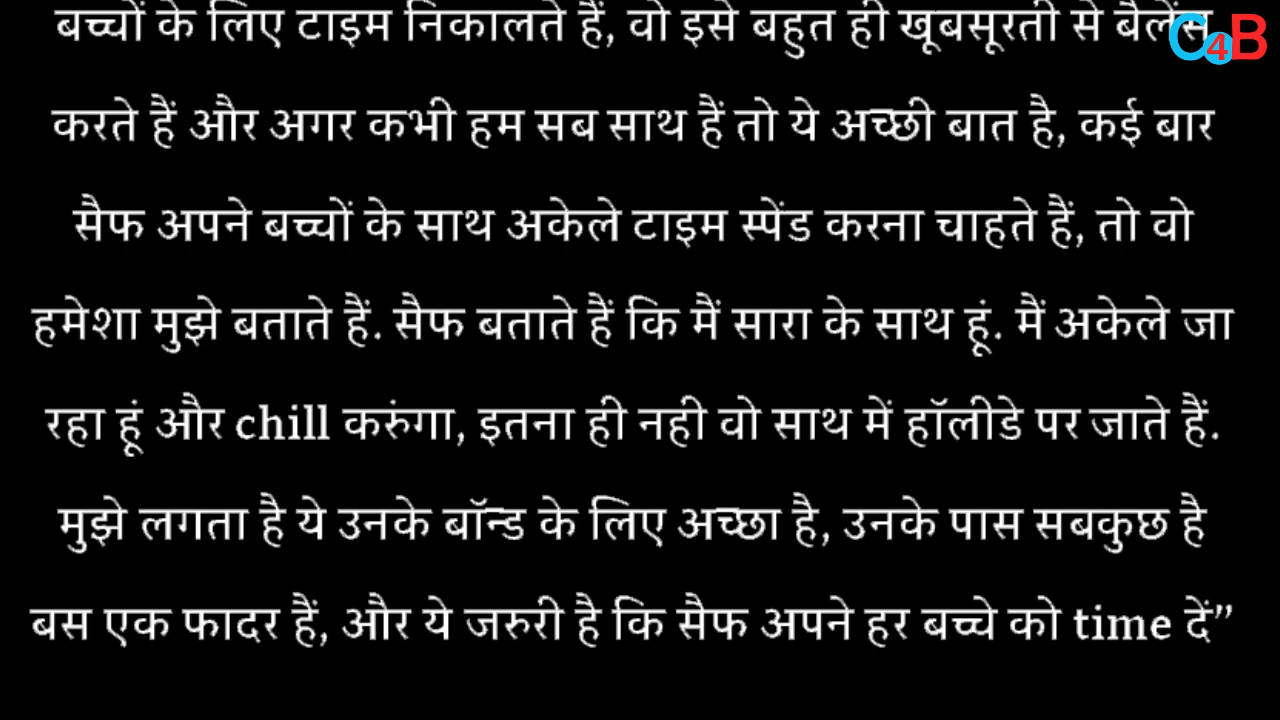 बच्चों के लिए टाइम निकालते हैं, वो इसे बहुत ही खूबसूरती से बैलेंस
करते हैं और अगर कभी हम सब साथ हैं तो ये अच्छी बात है, कई बार
सैफ अपने बच्चों के साथ अकेले टाइम स्पेंड करना चाहते हैं, तो वो
हमेशा मुझे बताते हैं. सैफ बताते हैं कि मैं सारा के साथ हूं. मैं अकेले जा
रहा हूं और chill करुंगा, इतना ही नही वो साथ में हॉलीडे पर जाते हैं.
मुझे लगता है ये उनके बॉन्ड के लिए अच्छा है, उनके पास सबकुछ है
बस एक फादर हैं, और ये जरुरी है कि सैफ अपने हर बच्चे को time दें”
C4B